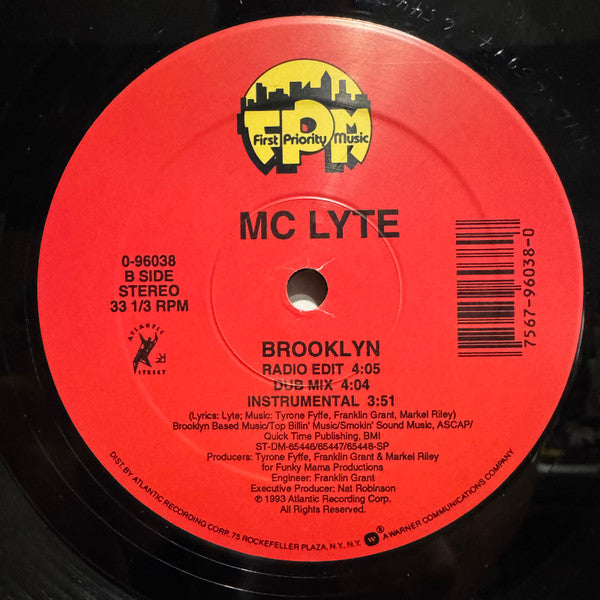 FPM
First Priority Music
MC LYTE
0-96038
B SIDE
STEREO
33 1/3 RPM
ATLANTIC
STREET
7567-96038-0
BROOKLYN
RADIO EDIT 4:05
DUB MIX 4:04
INSTRUMENTAL 3:51
(Lyrics: Lyte; Music: Tyrone Fyffe, Franklin Grant, Markel Riley)
Brooklyn Based Music/Top Billin' Music/Smokin' Sound Music, ASCAP/
Quick Time Publishing, BMI
ST-DM-65446/65447/65448-SP
Producers: Tyrone Fyffe, Franklin Grant & Markel Riley
for Funky Mama Productions
Engineer: Franklin Grant
Executive Producer: Nat Robinson
℗ 1993 Atlantic Recording Corp.
All Rights Reserved.
DIST. BY ATLANTIC RECORDING CORP., 75 ROCKEFELLER PLAZA, N.Y., N.Y. W ® A WARNER COMMUNICATIONS COMPANY